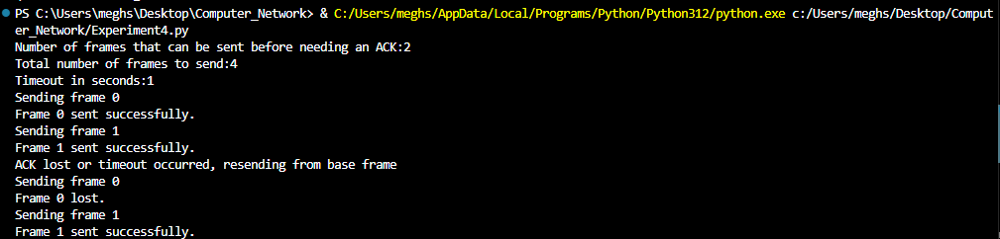 PS C:\Users\meghs\Desktop\Computer_Network> & C:/Users/meghs/AppData/Local/Programs/Python/Python312/python.exe c:/Users/meghs/Desktop/Comput
er_Network/Experiment4.py
Number of frames that can be sent before needing an ACK:2
Total number of frames to send:4
Timeout in seconds:1
Sending frame 0
Frame 0 sent successfully.
Sending frame 1
Frame 1 sent successfully.
ACK lost or timeout occurred, resending from base frame
Sending frame 0
Frame 0 lost.
Sending frame 1
Frame 1 sent successfully.